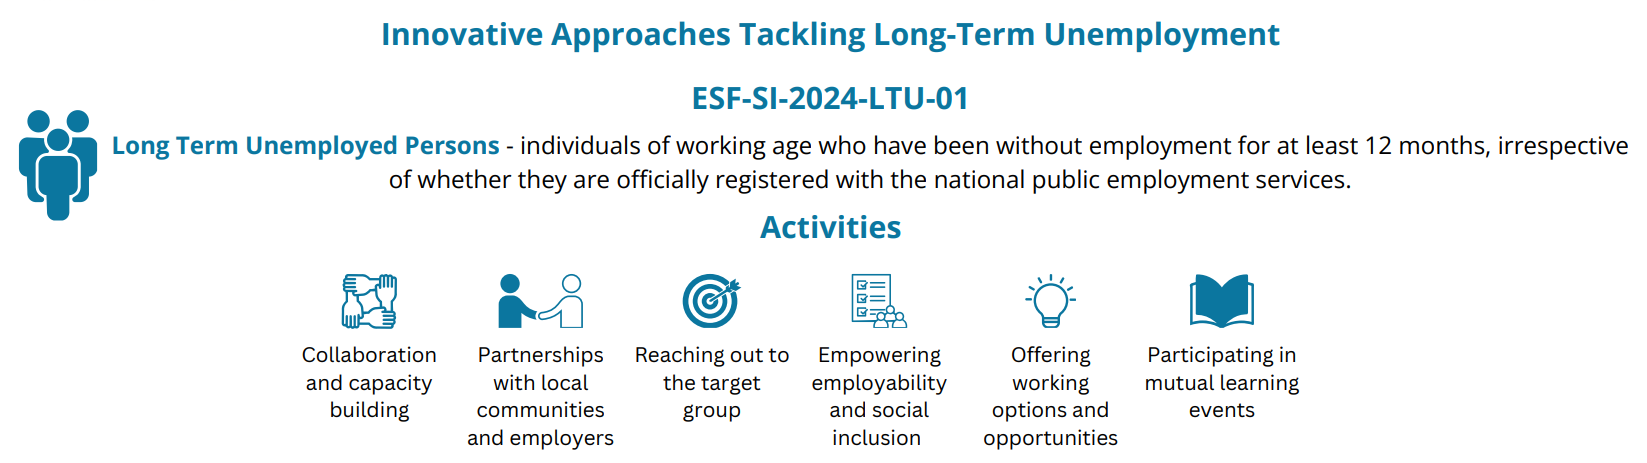 Innovative Approaches Tackling Long-Term Unemployment
ESF-SI-2024-LTU-01
Long Term Unemployed Persons - individuals of working age who have been without employment for at least 12 months, irrespective
of whether they are officially registered with the national public employment services.
Activities
Collaboration
and capacity
building
Partnerships
with local
communities
and employers
Reaching out to
the target
group
Empowering
employability
and social
inclusion
Offering
working
options and
opportunities
Participating in
mutual learning
events